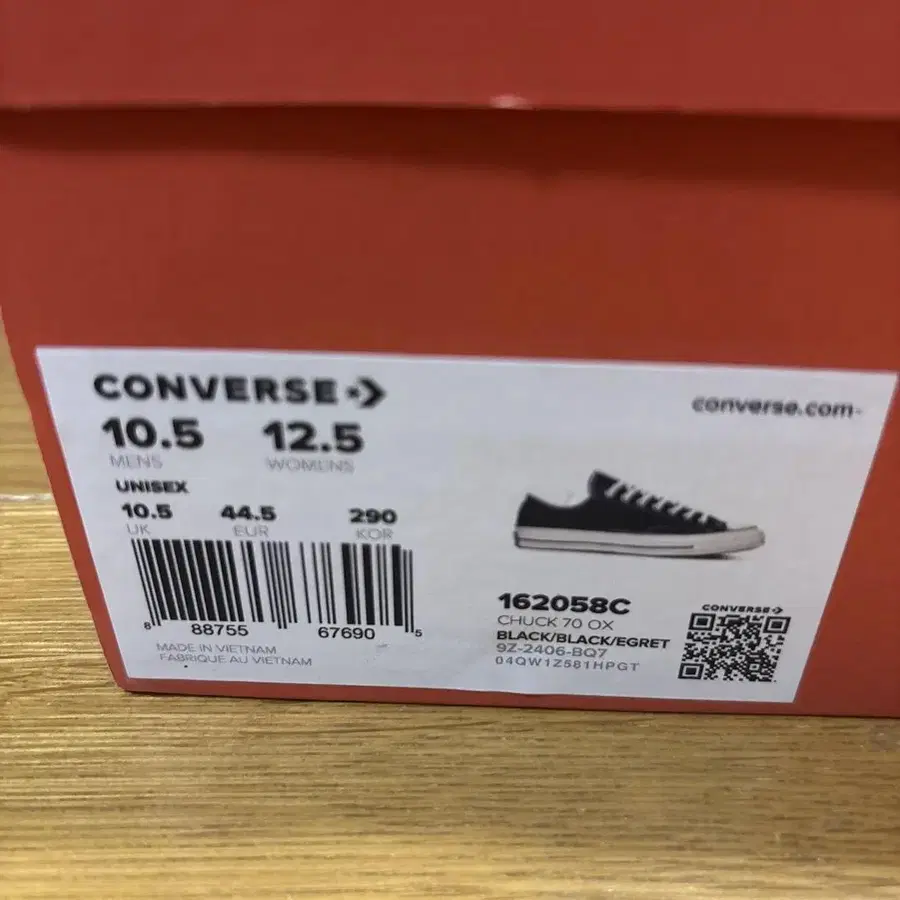 CONVERSE
converse.com
10.5 12.5
MENS WOMENS
UNISEX
10.5 44.5 290
UK EUR KOR
8 88755 67690 5
MADE IN VIETNAM
FABRIQUE AU VIETNAM
162058C
CHUCK 70 OX
BLACK/BLACK/EGRET
9Z-2406-BQ7
04QW1Z581HPGT
CONVERSE